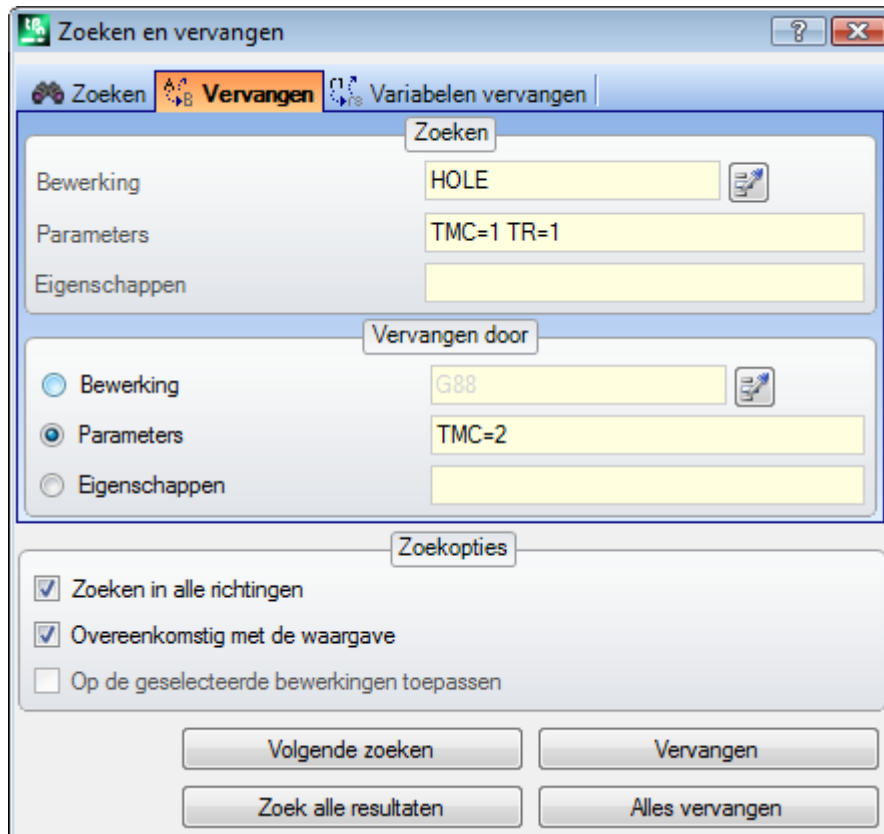 Zoeken en vervangen
Zoeken Vervangen Variabelen vervangen
Zoeken
Bewerking HOLE
Parameters TMC=1 TR=1
Eigenschappen
Vervangen door
Bewerking G88
Parameters TMC=2
Eigenschappen
Zoekopties
Zoeken in alle richtingen
Overeenkomstig met de waargave
Op de geselecteerde bewerkingen toepassen
Volgende zoeken Vervangen
Zoek alle resultaten Alles vervangen